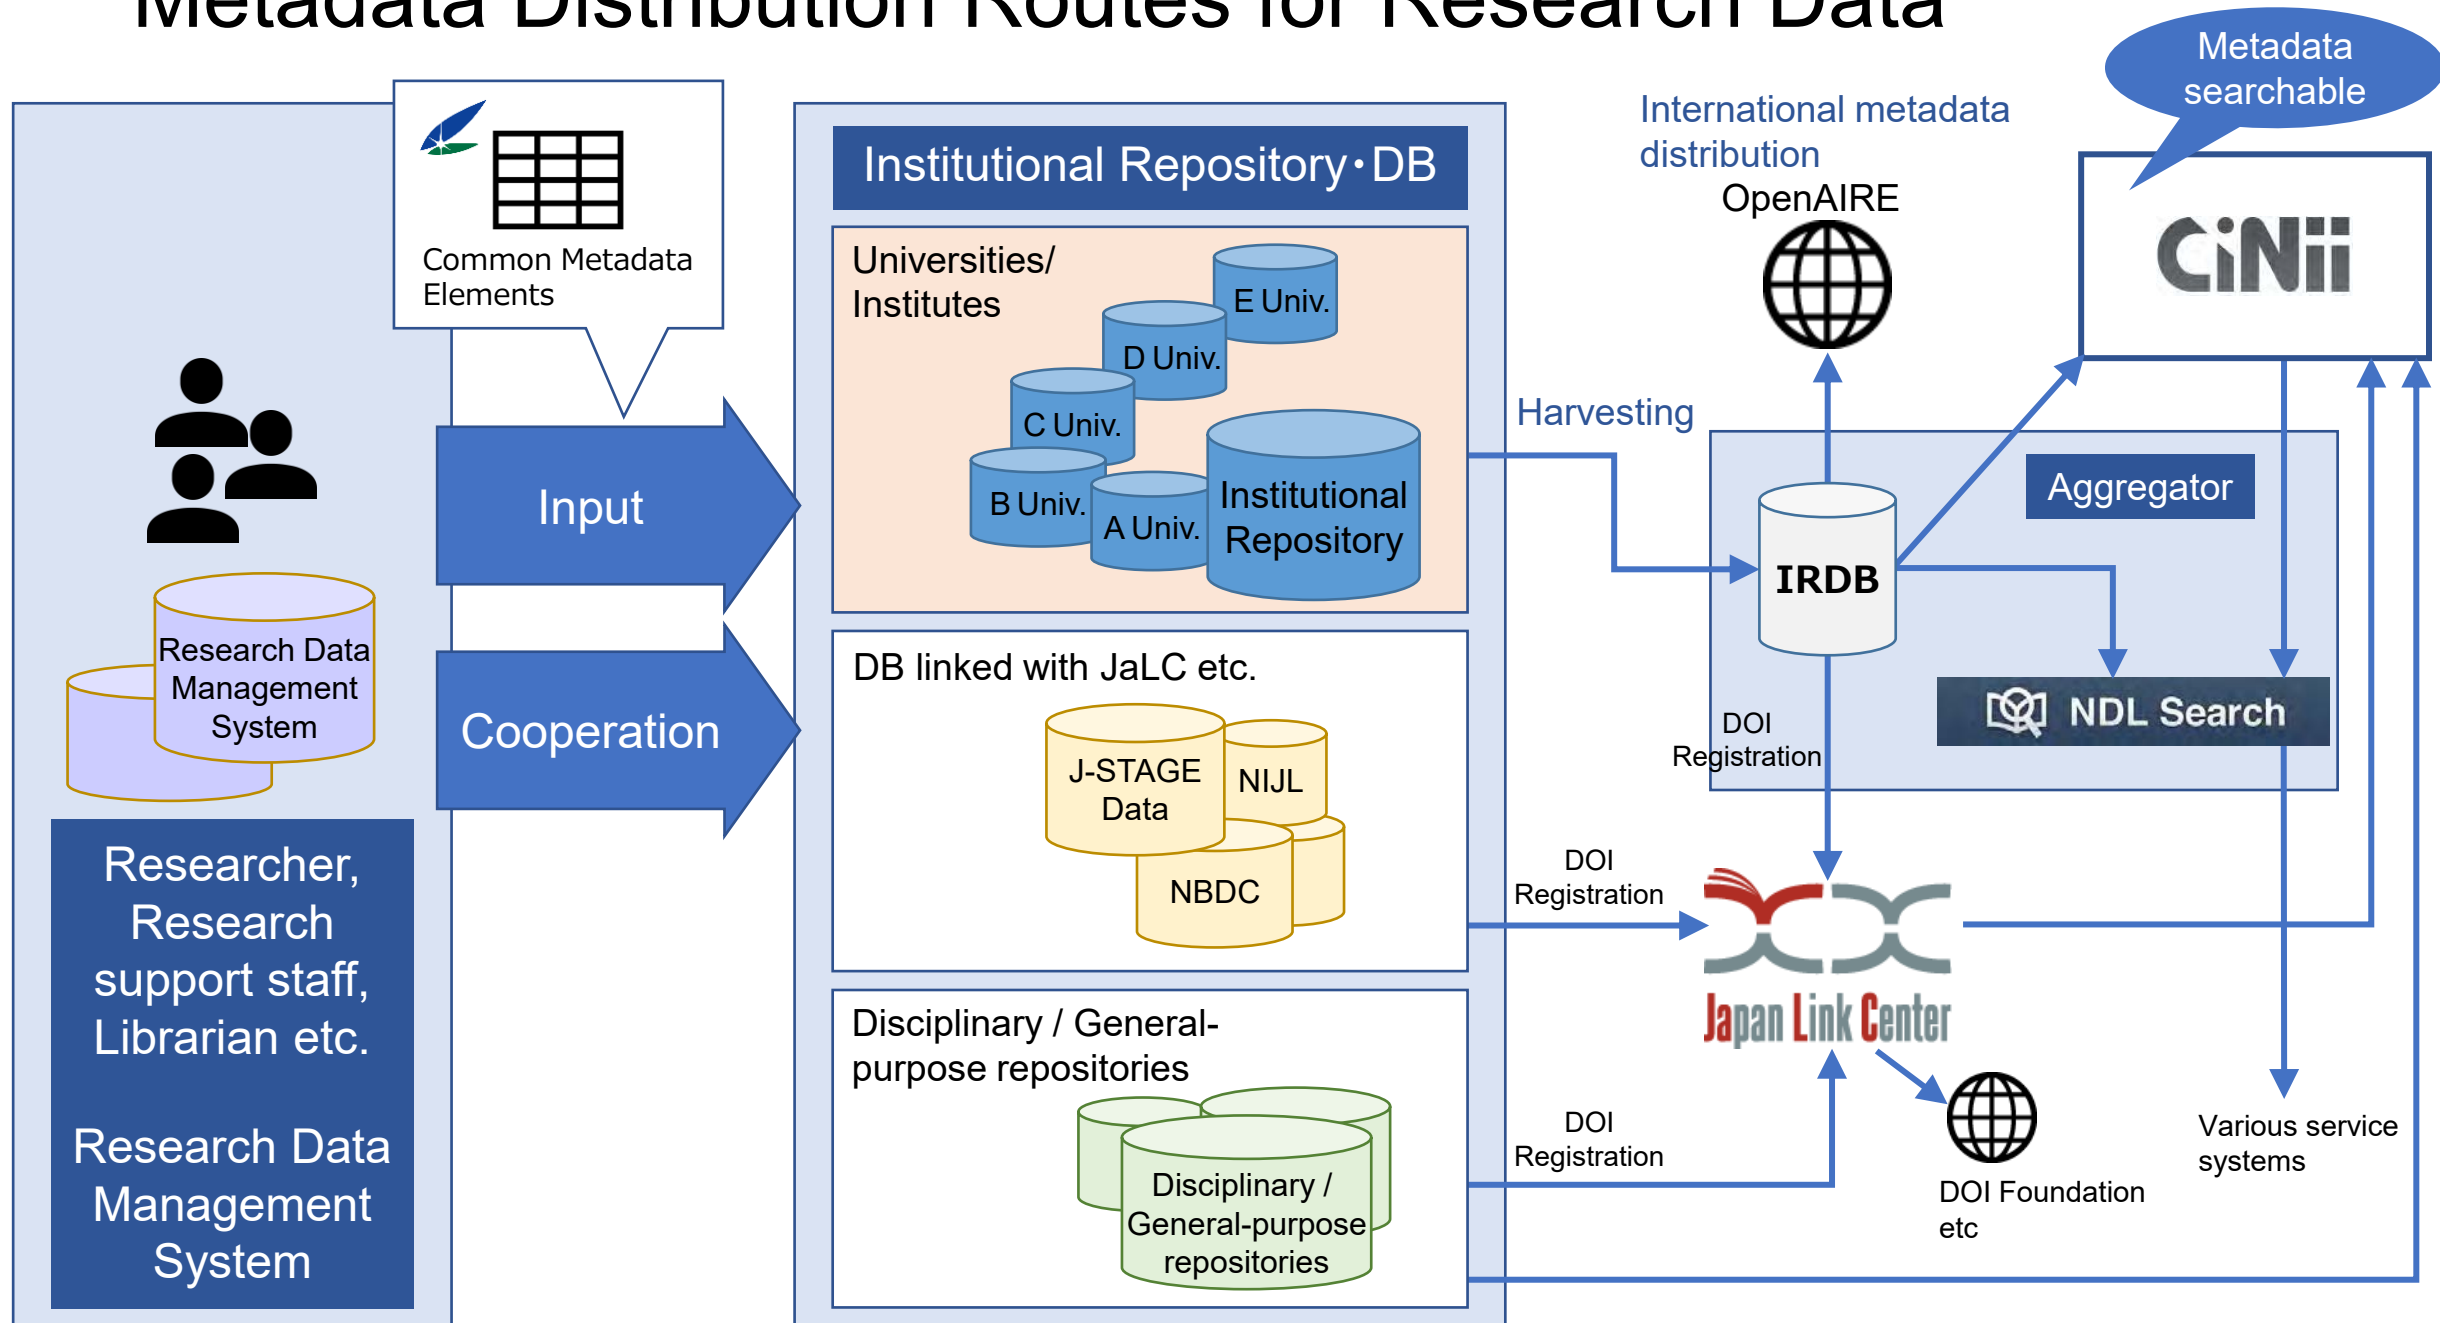 Metadata Distribution Routes for Research Data
Metadata
searchable
Common Metadata
Elements
Institutional Repository・DB
International metadata
distribution
OpenAIRE
CiNii
Universities/
Institutes
E Univ.
D Univ.
C Univ.
B Univ.
A Univ.
Institutional
Repository
Harvesting
Input
Aggregator
IRDB
Research Data
Management
System
Cooperation
DB linked with JaLC etc.
J-STAGE
Data
NIJL
NBDC
DOI
Registration
NDL Search
Researcher,
Research
support staff,
Librarian etc.
Research Data
Management
System
DOI
Registration
Japan Link Center
Disciplinary / General-
purpose repositories
Disciplinary /
General-purpose
repositories
DOI
Registration
DOI Foundation
etc
Various service
systems